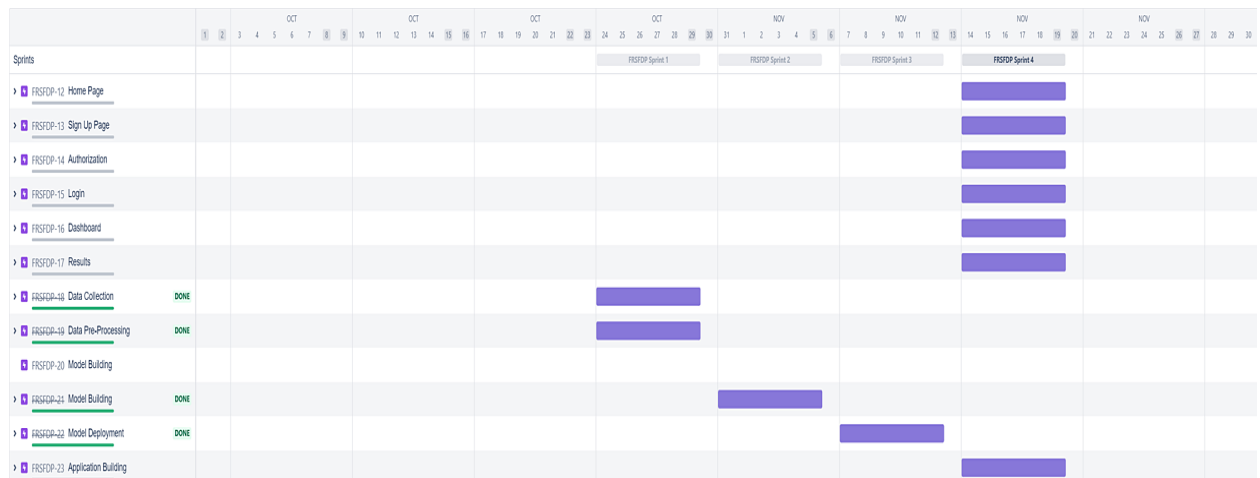 OCT OCT OCT OCT NOV NOV NOV NOV
1 2 3 4 5 6 7 8 9 10 11 12 13 14 15 16 17 18 19 20 21 22 23 24 25 26 27 28 29 30 31 1 2 3 4 5 6 7 8 9 10 11 12 13 14 15 16 17 18 19 20 21 22 23 24 25 26 27 28 29 30
Sprints FRSFDP Sprint 1 FRSFDP Sprint 2 FRSFDP Sprint 3 FRSFDP Sprint 4
FRSFDP-12 Home Page
FRSFDP-13 Sign Up Page
FRSFDP-14 Authorization
FRSFDP-15 Login
FRSFDP-16 Dashboard
FRSFDP-17 Results
FRSFDP-18 Data Collection DONE
FRSFDP-19 Data Pre-Processing DONE
FRSFDP-20 Model Building
FRSFDP-21 Model Building DONE
FRSFDP-22 Model Deployment DONE
FRSFDP-23 Application Building